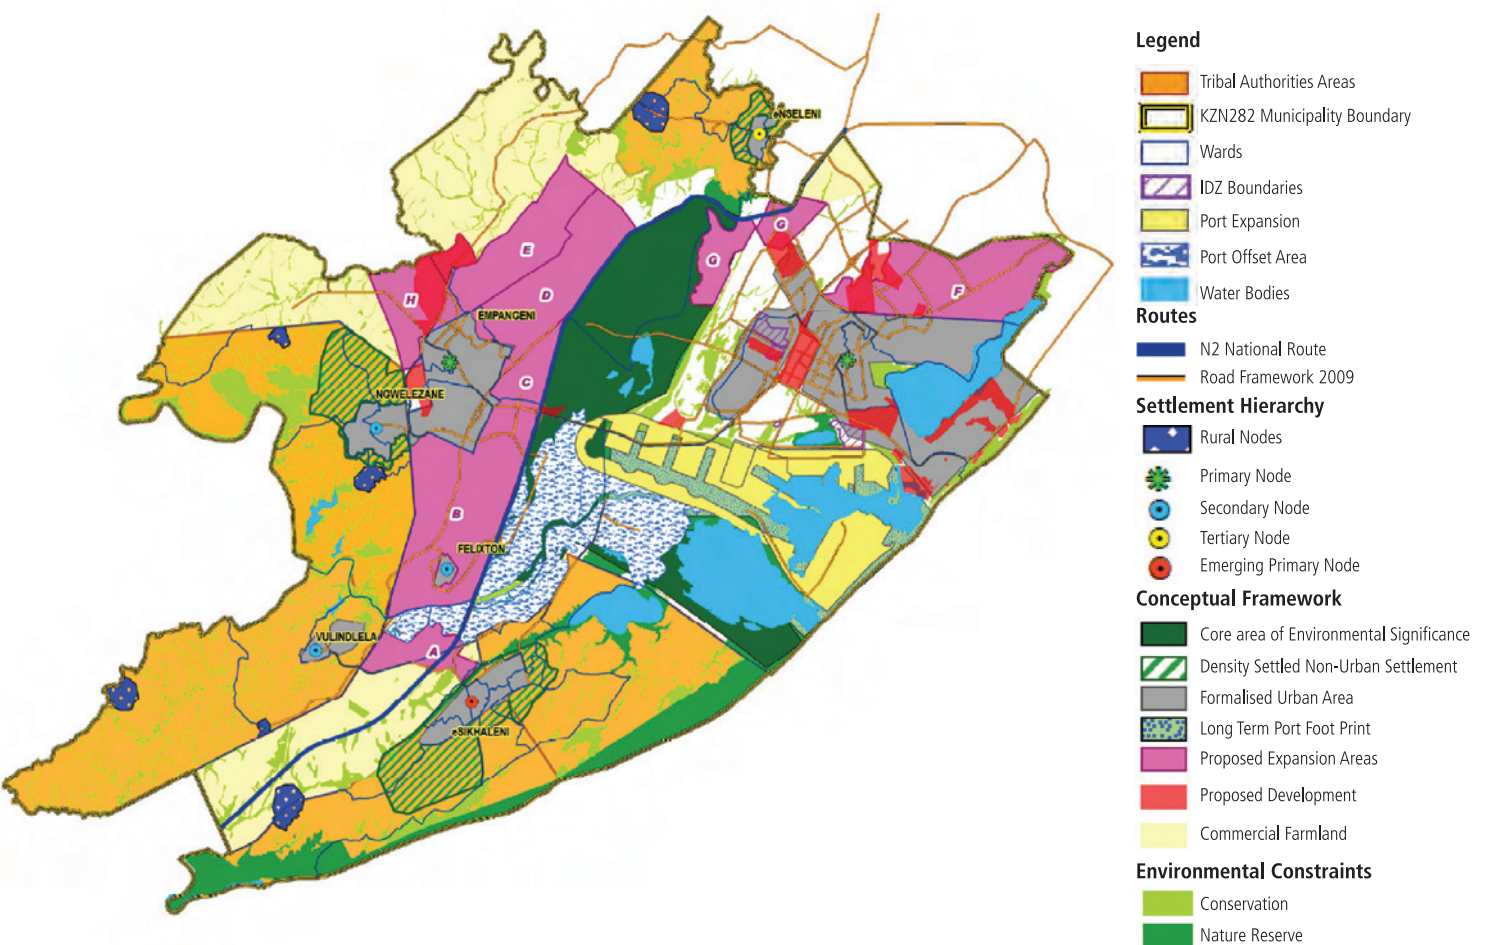 eNSELENI
G
G
E
F
H
D
EMPANGENI
C
NGWELEZANE
B
FELIXTON
VULINDLELA
A
eSIKHALENI
Legend
Tribal Authorities Areas
KZN282 Municipality Boundary
Wards
IDZ Boundaries
Port Expansion
Port Offset Area
Water Bodies
Routes
N2 National Route
Road Framework 2009
Settlement Hierarchy
Rural Nodes
Primary Node
Secondary Node
Tertiary Node
Emerging Primary Node
Conceptual Framework
Core area of Environmental Significance
Density Settled Non-Urban Settlement
Formalised Urban Area
Long Term Port Foot Print
Proposed Expansion Areas
Proposed Development
Commercial Farmland
Environmental Constraints
Conservation
Nature Reserve